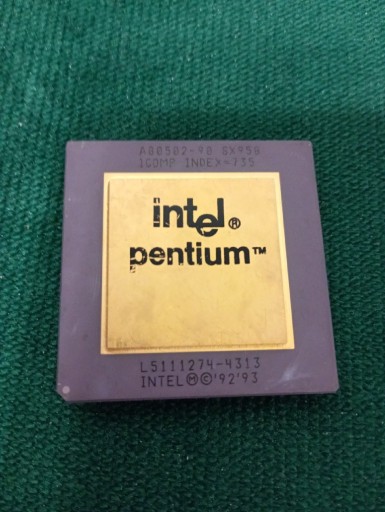 A80502-90 SX958
iCOMP INDEX=735
intel®
pentium™
L5111274-4313
INTEL Ⓜ©'92'93